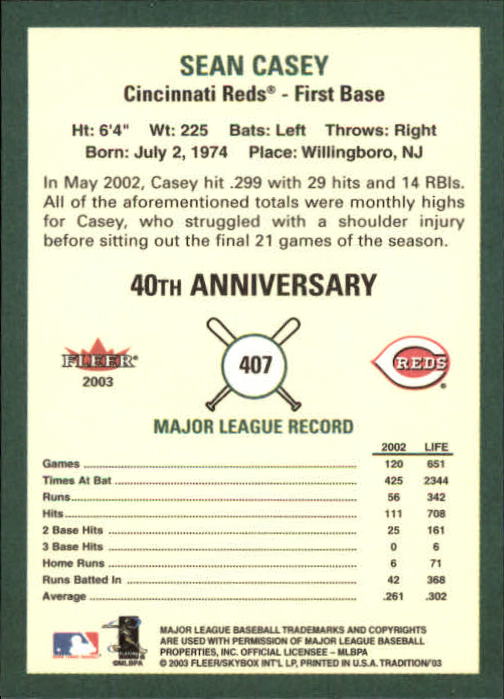 SEAN CASEY
Cincinnati Reds® - First Base
Ht: 6'4" Wt: 225 Bats: Left Throws: Right
Born: July 2, 1974 Place: Willingboro, NJ
In May 2002, Casey hit .299 with 29 hits and 14 RBIs.
All of the aforementioned totals were monthly highs
for Casey, who struggled with a shoulder injury
before sitting out the final 21 games of the season.
40TH ANNIVERSARY
FLEER®
2003
407
REDS
®
MAJOR LEAGUE RECORD
2002 LIFE
Games 120 651
Times At Bat 425 2344
Runs 56 342
Hits 111 708
2 Base Hits 25 161
3 Base Hits 0 6
Home Runs 6 71
Runs Batted In 42 368
Average .261 .302
©MLBPA
MAJOR LEAGUE BASEBALL TRADEMARKS AND COPYRIGHTS
ARE USED WITH PERMISSION OF MAJOR LEAGUE BASEBALL
PROPERTIES, INC. OFFICIAL LICENSEE - MLBPA
© 2003 FLEER/SKYBOX INT'L LP, PRINTED IN U.S.A. TRADITION/'03